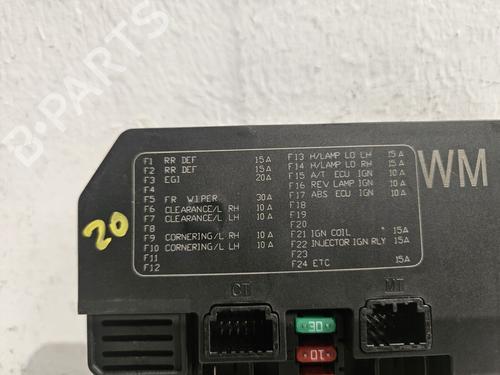 B-PARTS
WM
20
F1 RR DEF 15A
F2 RR DEF 15A
F3 EGI 20A
F4
F5 FR WIPER 30A
F6 CLEARANCE/L RH 10A
F7 CLEARANCE/L LH 10A
F8
F9 CORNERING/L RH 10A
F10 CORNERING/L LH 10A
F11
F12
F13 H/LAMP LO LH 15A
F14 H/LAMP LO RH 15A
F15 A/T ECU IGN 10A
F16 REV LAMP IGN 10A
F17 ABS ECU IGN 10A
F18
F19
F20
F21 IGN COIL 15A
F22 INJECTOR IGN RLY 15A
F23
F24 ETC 15A
CT
MT
30
10